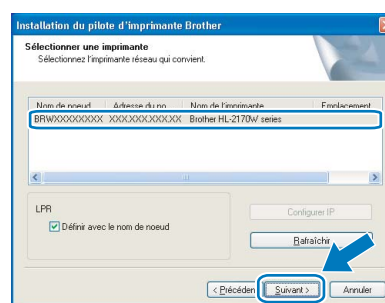 Installation du pilote d'imprimante Brother
Sélectionner une imprimante
Sélectionnez l'imprimante réseau qui convient.
Nom de noeud Adresse du no Nom de l'imprimante Emplacement
BRWXXXXXXXXX XXX.XXX.XXX.XX Brother HL-2170W series
LPR
Définir avec le nom de noeud
Configurer IP
Rafraîchir
< Précéden Suivant > Annuler